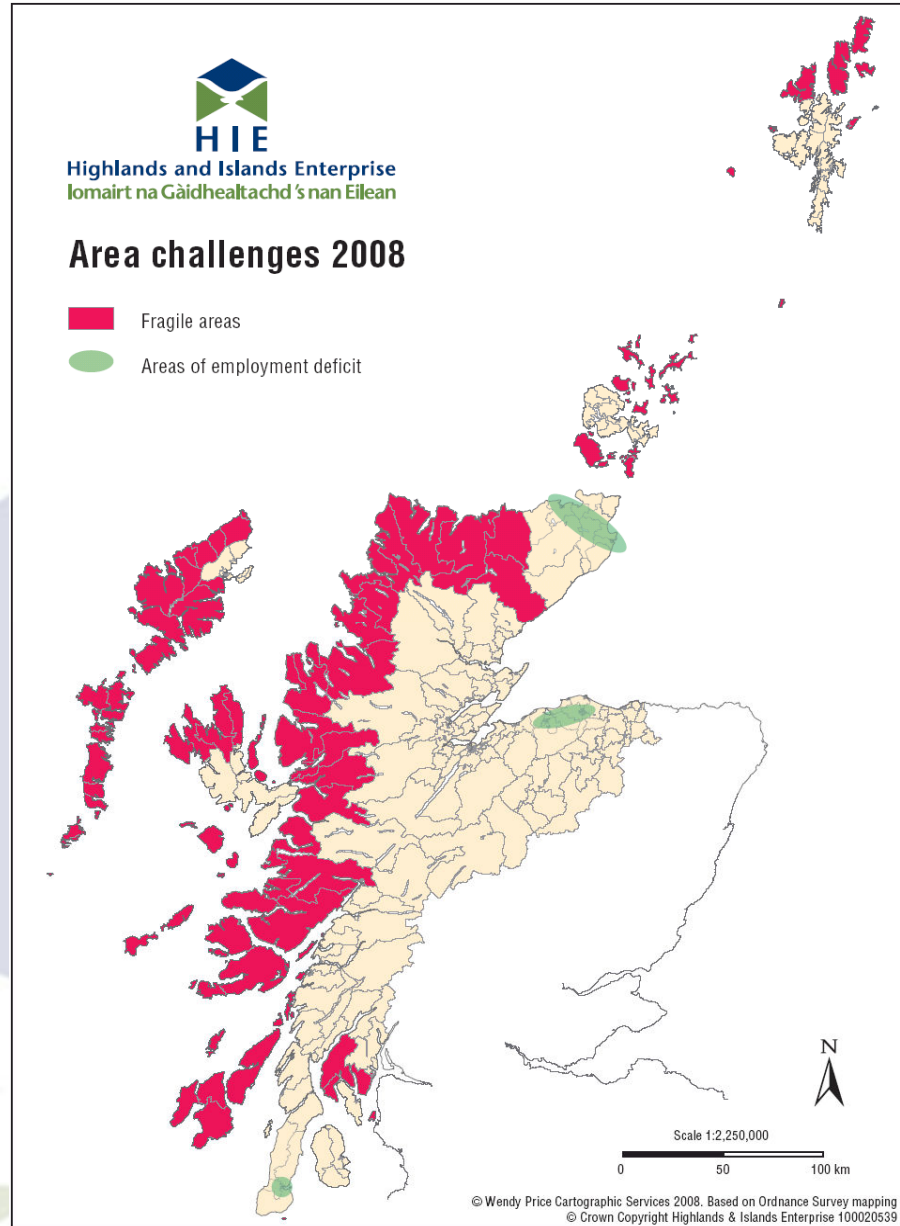 HIE
Highlands and Islands Enterprise
Iomairt na Gàidhealtachd 's nan Eilean
Area challenges 2008
Fragile areas
Areas of employment deficit
N
Scale 1:2,250,000
0 50 100 km
© Wendy Price Cartographic Services 2008. Based on Ordnance Survey mapping
© Crown Copyright Highlands & Islands Enterprise 100020539